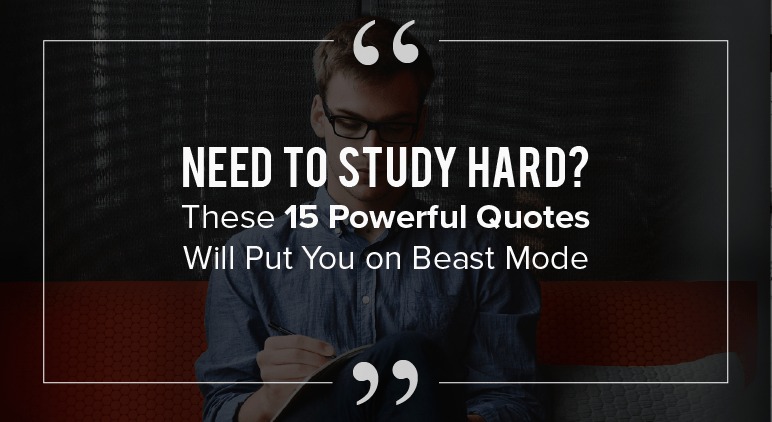 “
NEED TO STUDY HARD?
These 15 Powerful Quotes
Will Put You on Beast Mode
”